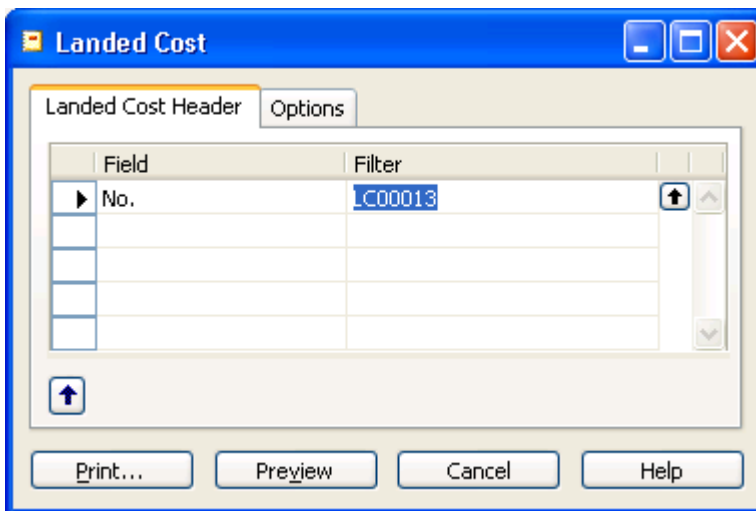 Landed Cost
Landed Cost Header Options
Field Filter
No. LC00013
Print... Preview Cancel Help